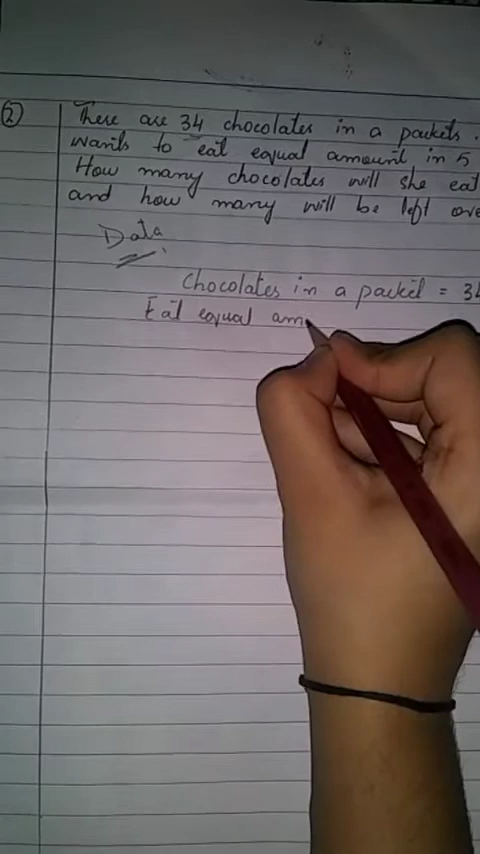 2
There are 34 chocolates in a packets.
wants to eat equal amount in 5
How many chocolates will she eat
and how many will be left ove
Data
Chocolates in a packet = 34
Eat equal am